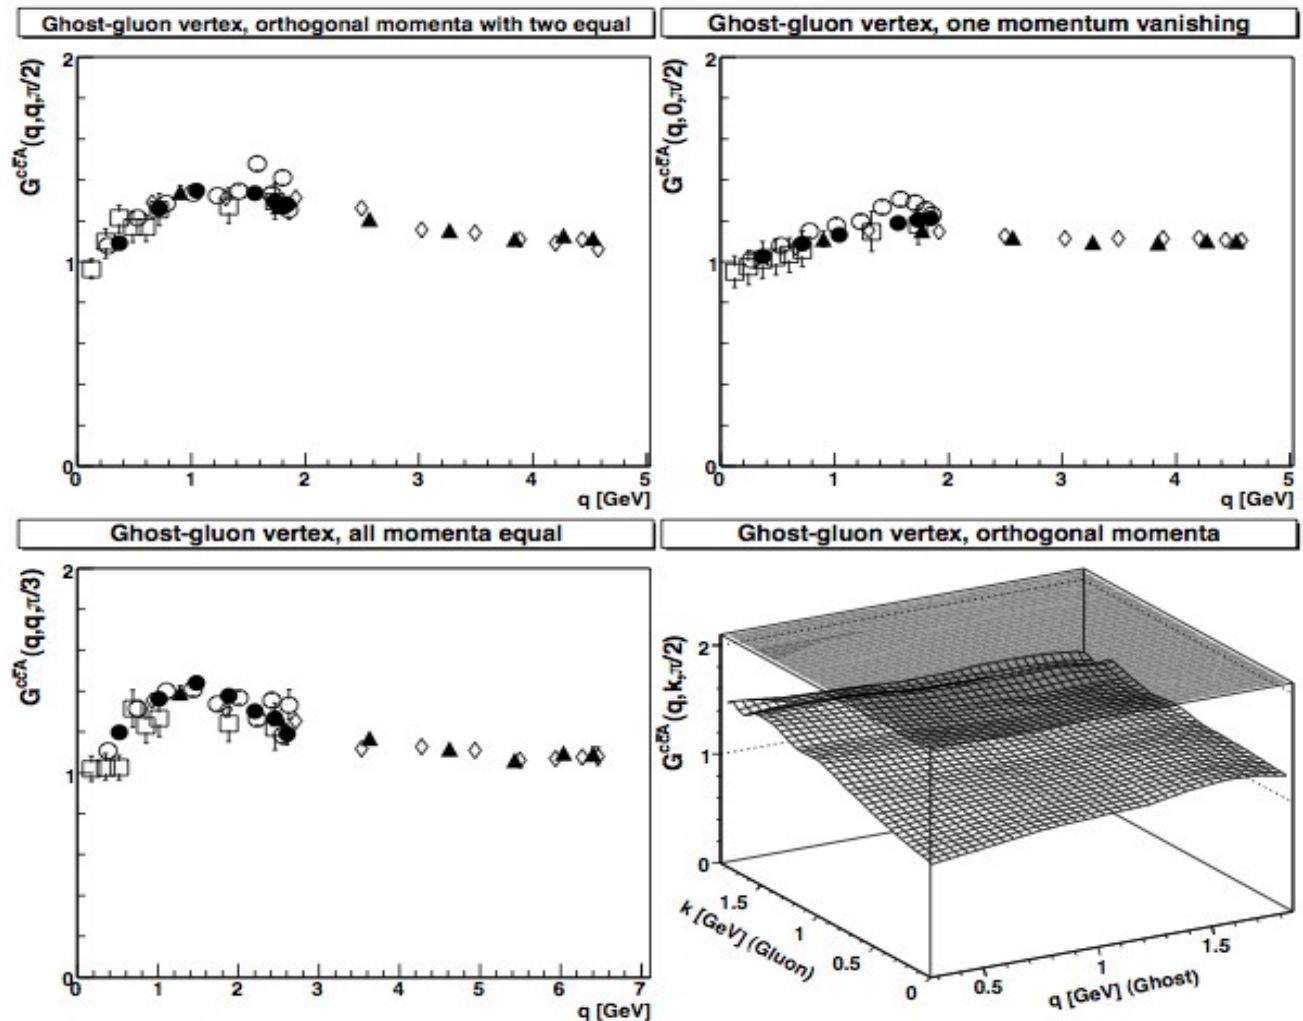 Ghost-gluon vertex, orthogonal momenta with two equal
G^{cc̄A}(q,q,π/2)
2
1
0
0 1 2 3 4 5
q [GeV]
Ghost-gluon vertex, one momentum vanishing
G^{cc̄A}(q,0,π/2)
2
1
0
0 1 2 3 4 5
q [GeV]
Ghost-gluon vertex, all momenta equal
G^{cc̄A}(q,q,π/3)
2
1
0
0 1 2 3 4 5 6 7
q [GeV]
Ghost-gluon vertex, orthogonal momenta
G^{cc̄A}(q,k,π/2)
2
1
0
1.5
1
0.5
0
k [GeV] (Gluon)
0.5
1
1.5
q [GeV] (Ghost)